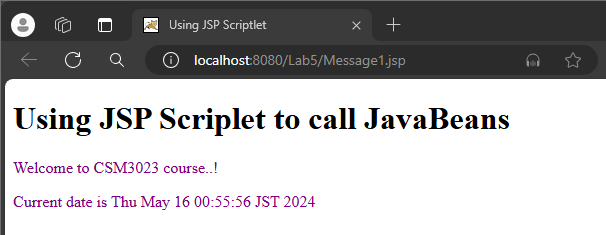 Using JSP Scriptlet
localhost:8080/Lab5/Message1.jsp
Using JSP Scriplet to call JavaBeans
Welcome to CSM3023 course..!
Current date is Thu May 16 00:55:56 JST 2024